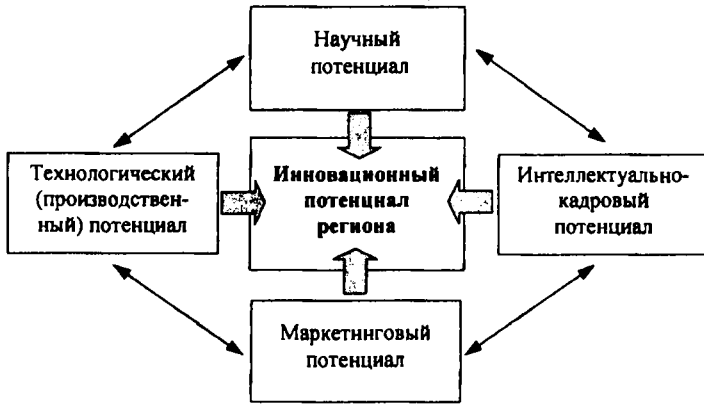 Научный
потенциал
Технологический
(производствен-
ный) потенциал
Инновационный
потенциал
региона
Интеллектуально-
кадровый
потенциал
Маркетинговый
потенциал